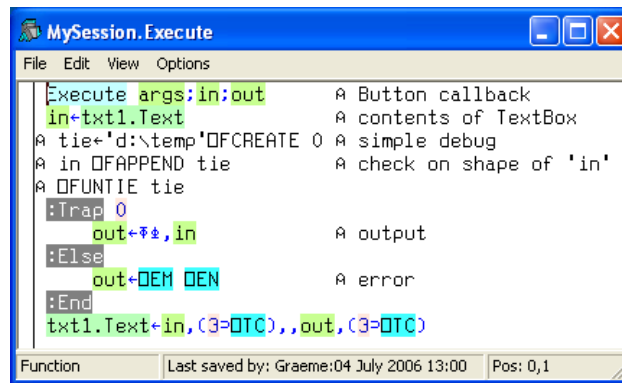 MySession.Execute
File Edit View Options
Execute args;in;out ⍝ Button callback
in←txt1.Text ⍝ contents of TextBox
⍝ tie←'d:\temp'⎕FCREATE 0 ⍝ simple debug
⍝ in ⎕FAPPEND tie ⍝ check on shape of 'in'
⍝ ⎕FUNTIE tie
:Trap 0
out←⍕⍎,in ⍝ output
:Else
out←⎕EM ⎕EN ⍝ error
:End
txt1.Text←in,(3⊃⎕TC),,out,(3⊃⎕TC)
Function Last saved by: Graeme:04 July 2006 13:00 Pos: 0,1